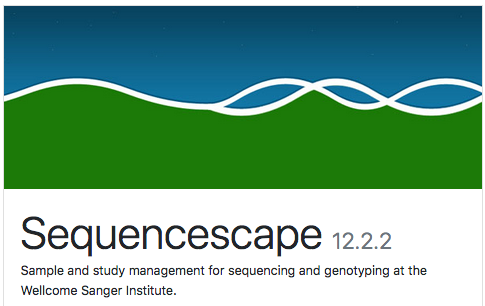 Sequencescape 12.2.2
Sample and study management for sequencing and genotyping at the
Wellcome Sanger Institute.